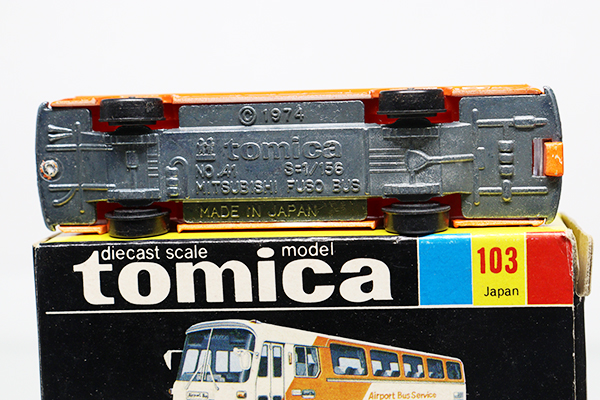 © 1974
tomica
NO. S=1/156
MITSUBISHI FUSO BUS
MADE IN JAPAN
diecast scale model
tomica
103
Japan
Airport Bus Service